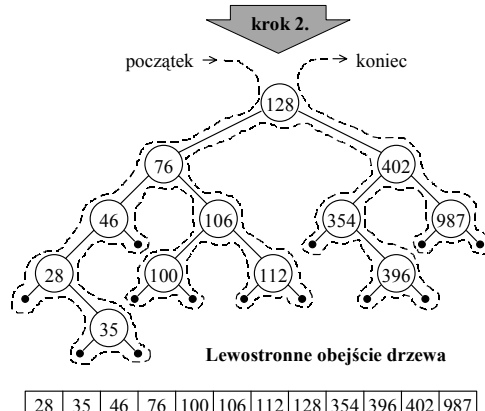 krok 2.
początek koniec
128
76 402
46 106 354 987
28 100 112 396
35
Lewostronne obejście drzewa
28 35 46 76 100 106 112 128 354 396 402 987